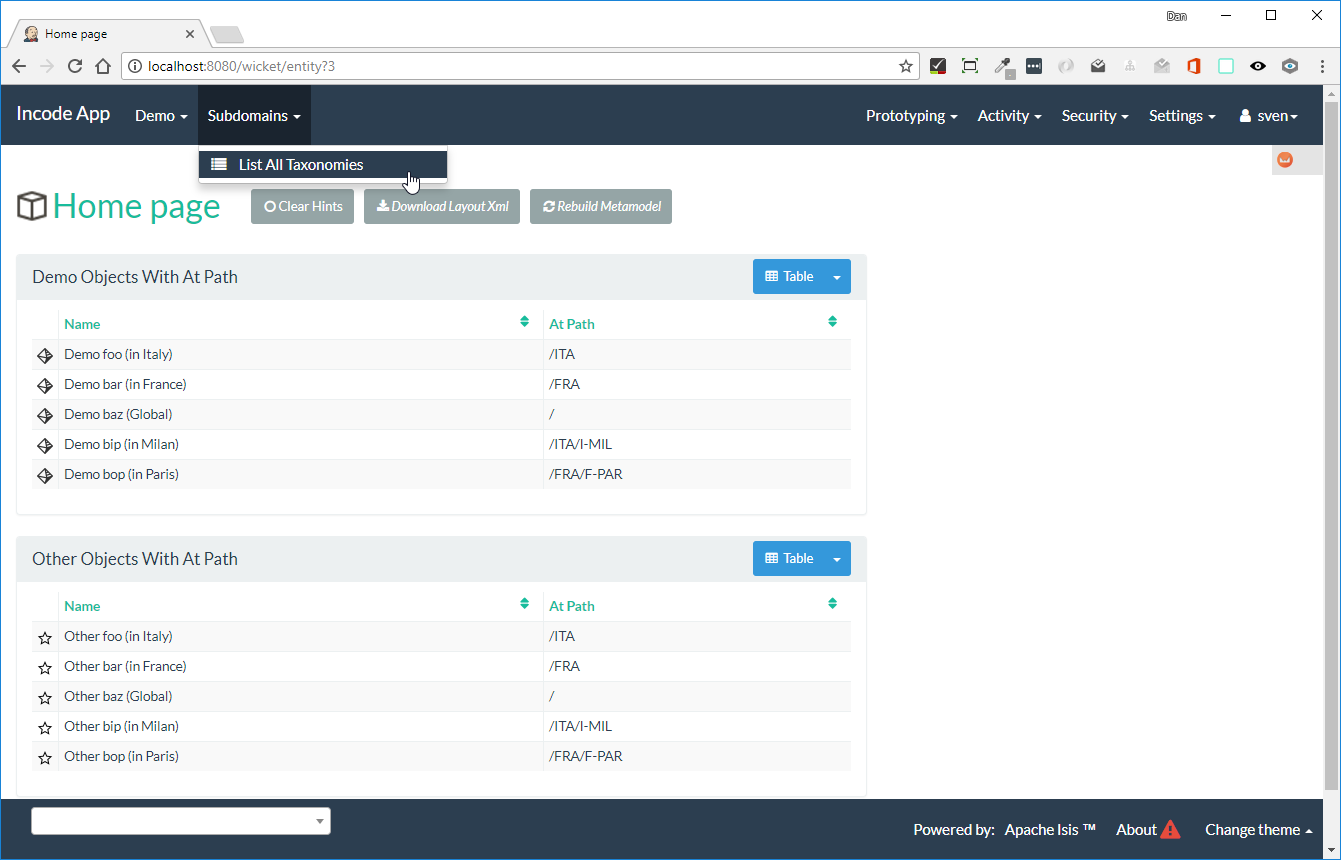 Dan
Home page
localhost:8080/wicket/entity?3
Incode App Demo Subdomains Prototyping Activity Security Settings sven
List All Taxonomies
Home page Clear Hints Download Layout Xml Rebuild Metamodel
Demo Objects With At Path Table
Name At Path
Demo foo (in Italy) /ITA
Demo bar (in France) /FRA
Demo baz (Global) /
Demo bip (in Milan) /ITA/I-MIL
Demo bop (in Paris) /FRA/F-PAR
Other Objects With At Path Table
Name At Path
Other foo (in Italy) /ITA
Other bar (in France) /FRA
Other baz (Global) /
Other bip (in Milan) /ITA/I-MIL
Other bop (in Paris) /FRA/F-PAR
Powered by: Apache Isis ™ About Change theme